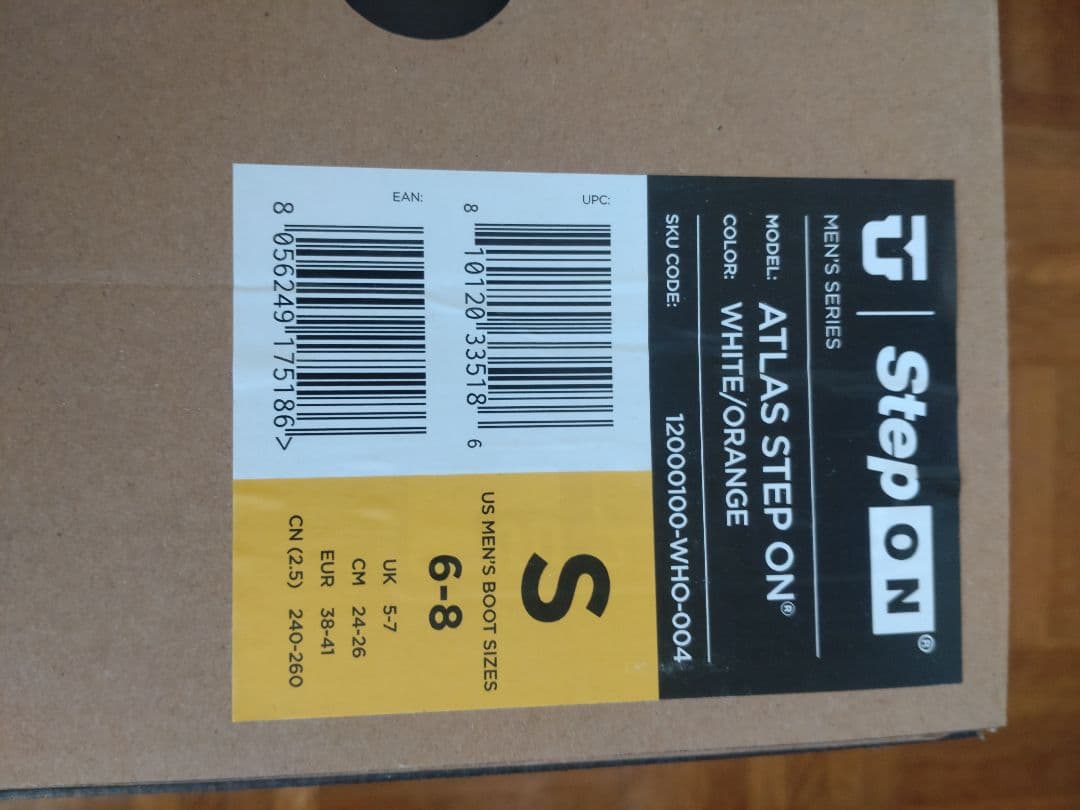 Step ON®
MEN'S SERIES
MODEL: ATLAS STEP ON®
COLOR: WHITE/ORANGE
SKU CODE: 12000100-WHO-004
UPC:
8 10120 33518 6
EAN:
8 056249 175186 >
S
US MEN'S BOOT SIZES
6-8
UK 5-7
CM 24-26
EUR 38-41
CN (2.5) 240-260